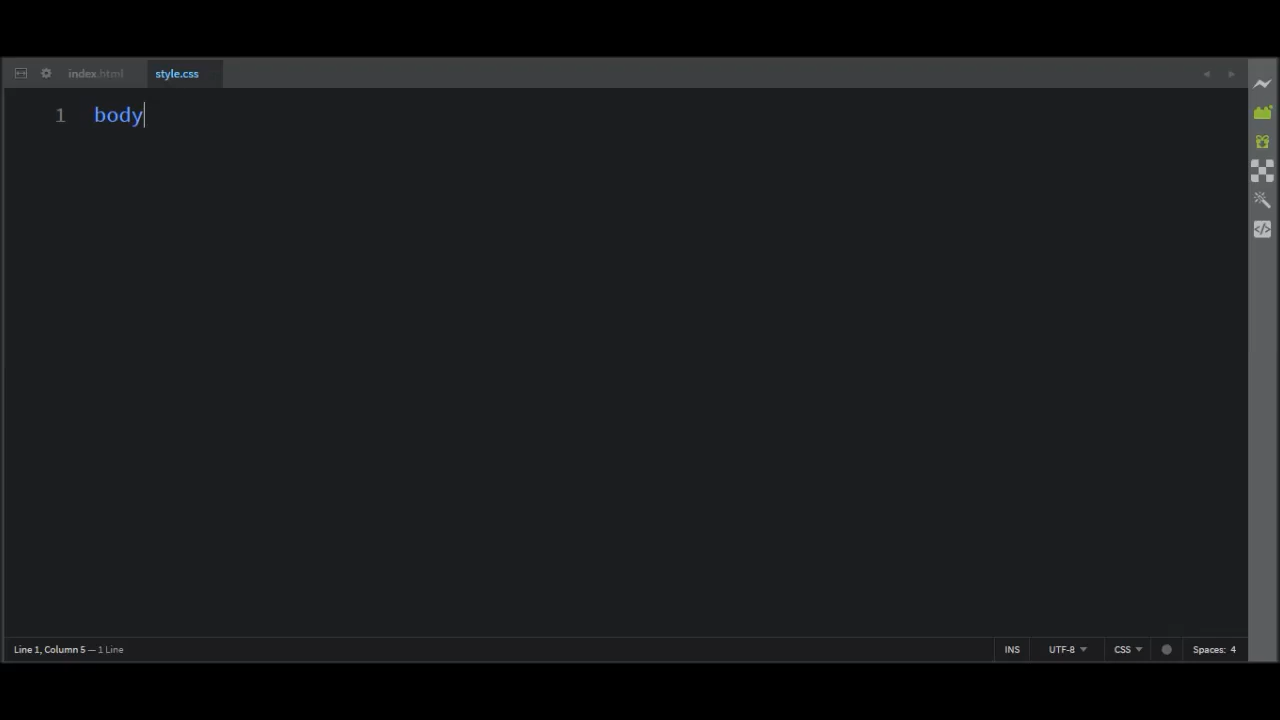 index.html style.css
1 body
Line 1, Column 5 — 1 Line INS UTF-8 CSS Spaces: 4